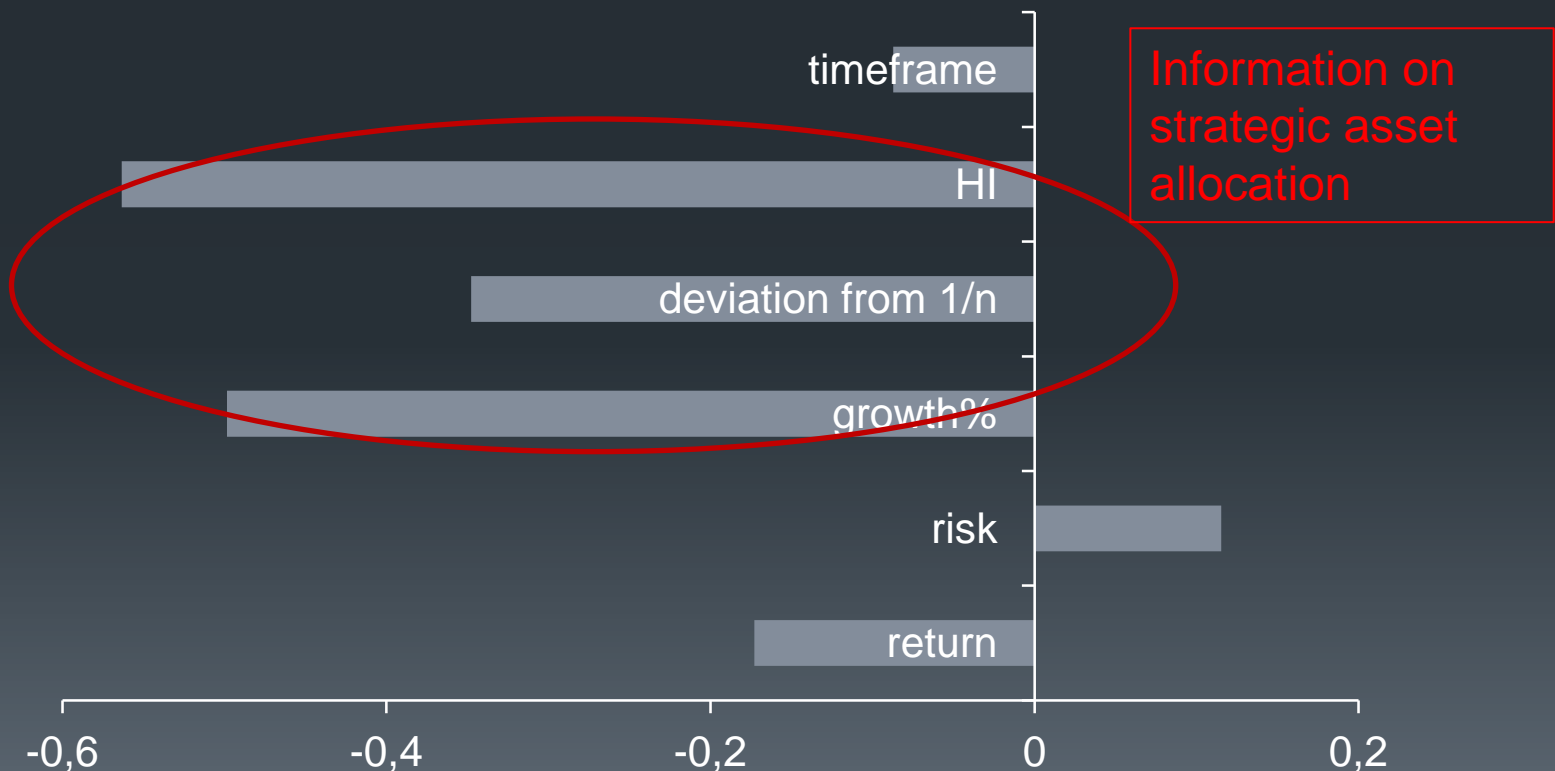 timeframe
Information on
strategic asset
allocation
HI
deviation from 1/n
growth%
risk
return
-0,6 -0,4 -0,2 0 0,2